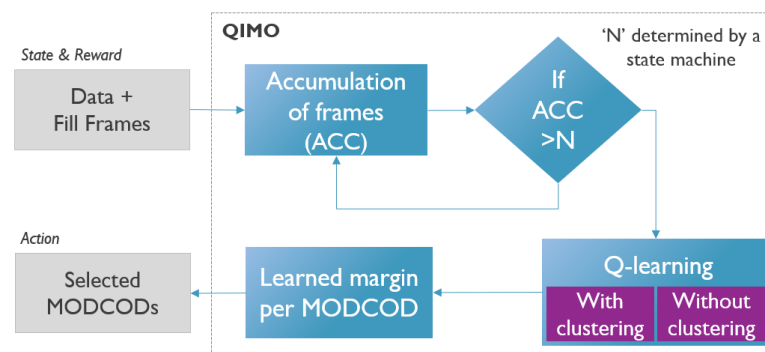 QIMO
'N' determined by a
state machine
State & Reward
Data +
Fill Frames
Accumulation
of frames
(ACC)
If
ACC
>N
Action
Selected
MODCODs
Learned margin
per MODCOD
Q-learning
With
clustering
Without
clustering